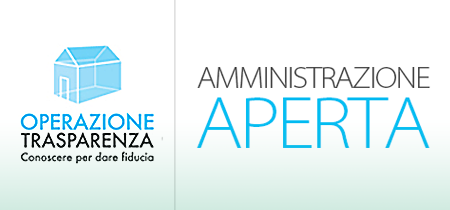 OPERAZIONE
TRASPARENZA
Conoscere per dare fiducia
AMMINISTRAZIONE
APERTA